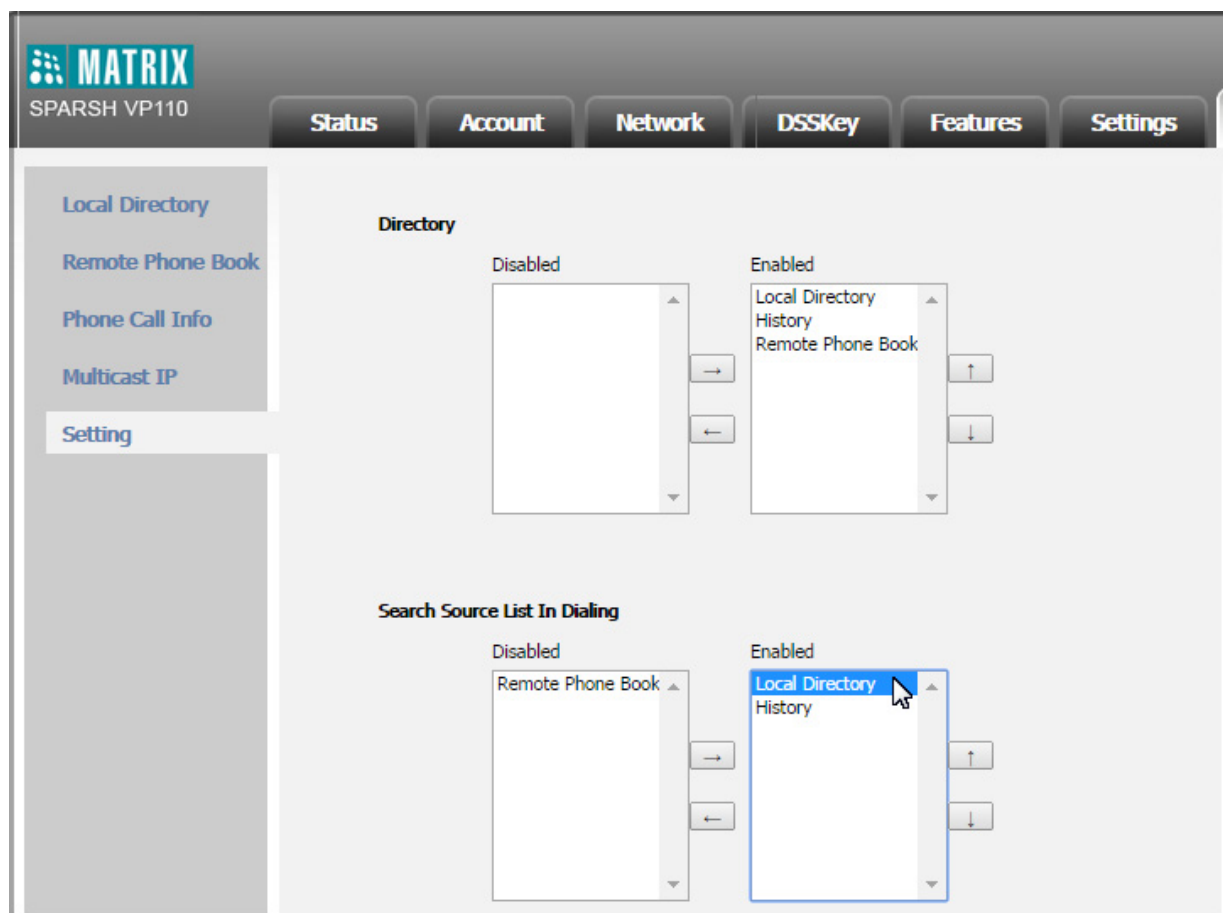 MATRIX
SPARSH VP110
Status Account Network DSSKey Features Settings
Local Directory
Remote Phone Book
Phone Call Info
Multicast IP
Setting
Directory
Disabled Enabled
Local Directory
History
Remote Phone Book
→
←
↑
↓
Search Source List In Dialing
Disabled Enabled
Remote Phone Book
Local Directory
History
→
←
↑
↓